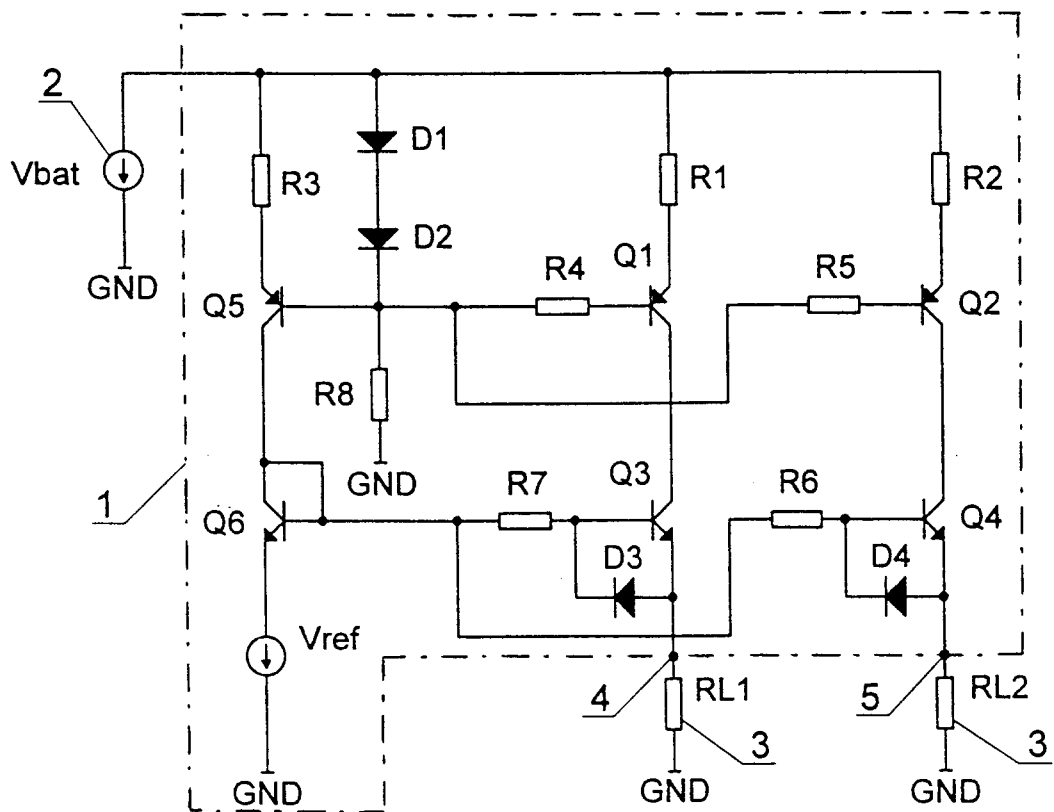 2
D1
Vbat
R3
R1
R2
D2
GND
Q1
R4
R5
Q5
Q2
R8
GND
1
Q3
R7
R6
Q6
Q4
D3
D4
Vref
4
RL1
5
RL2
3
3
GND
GND
GND